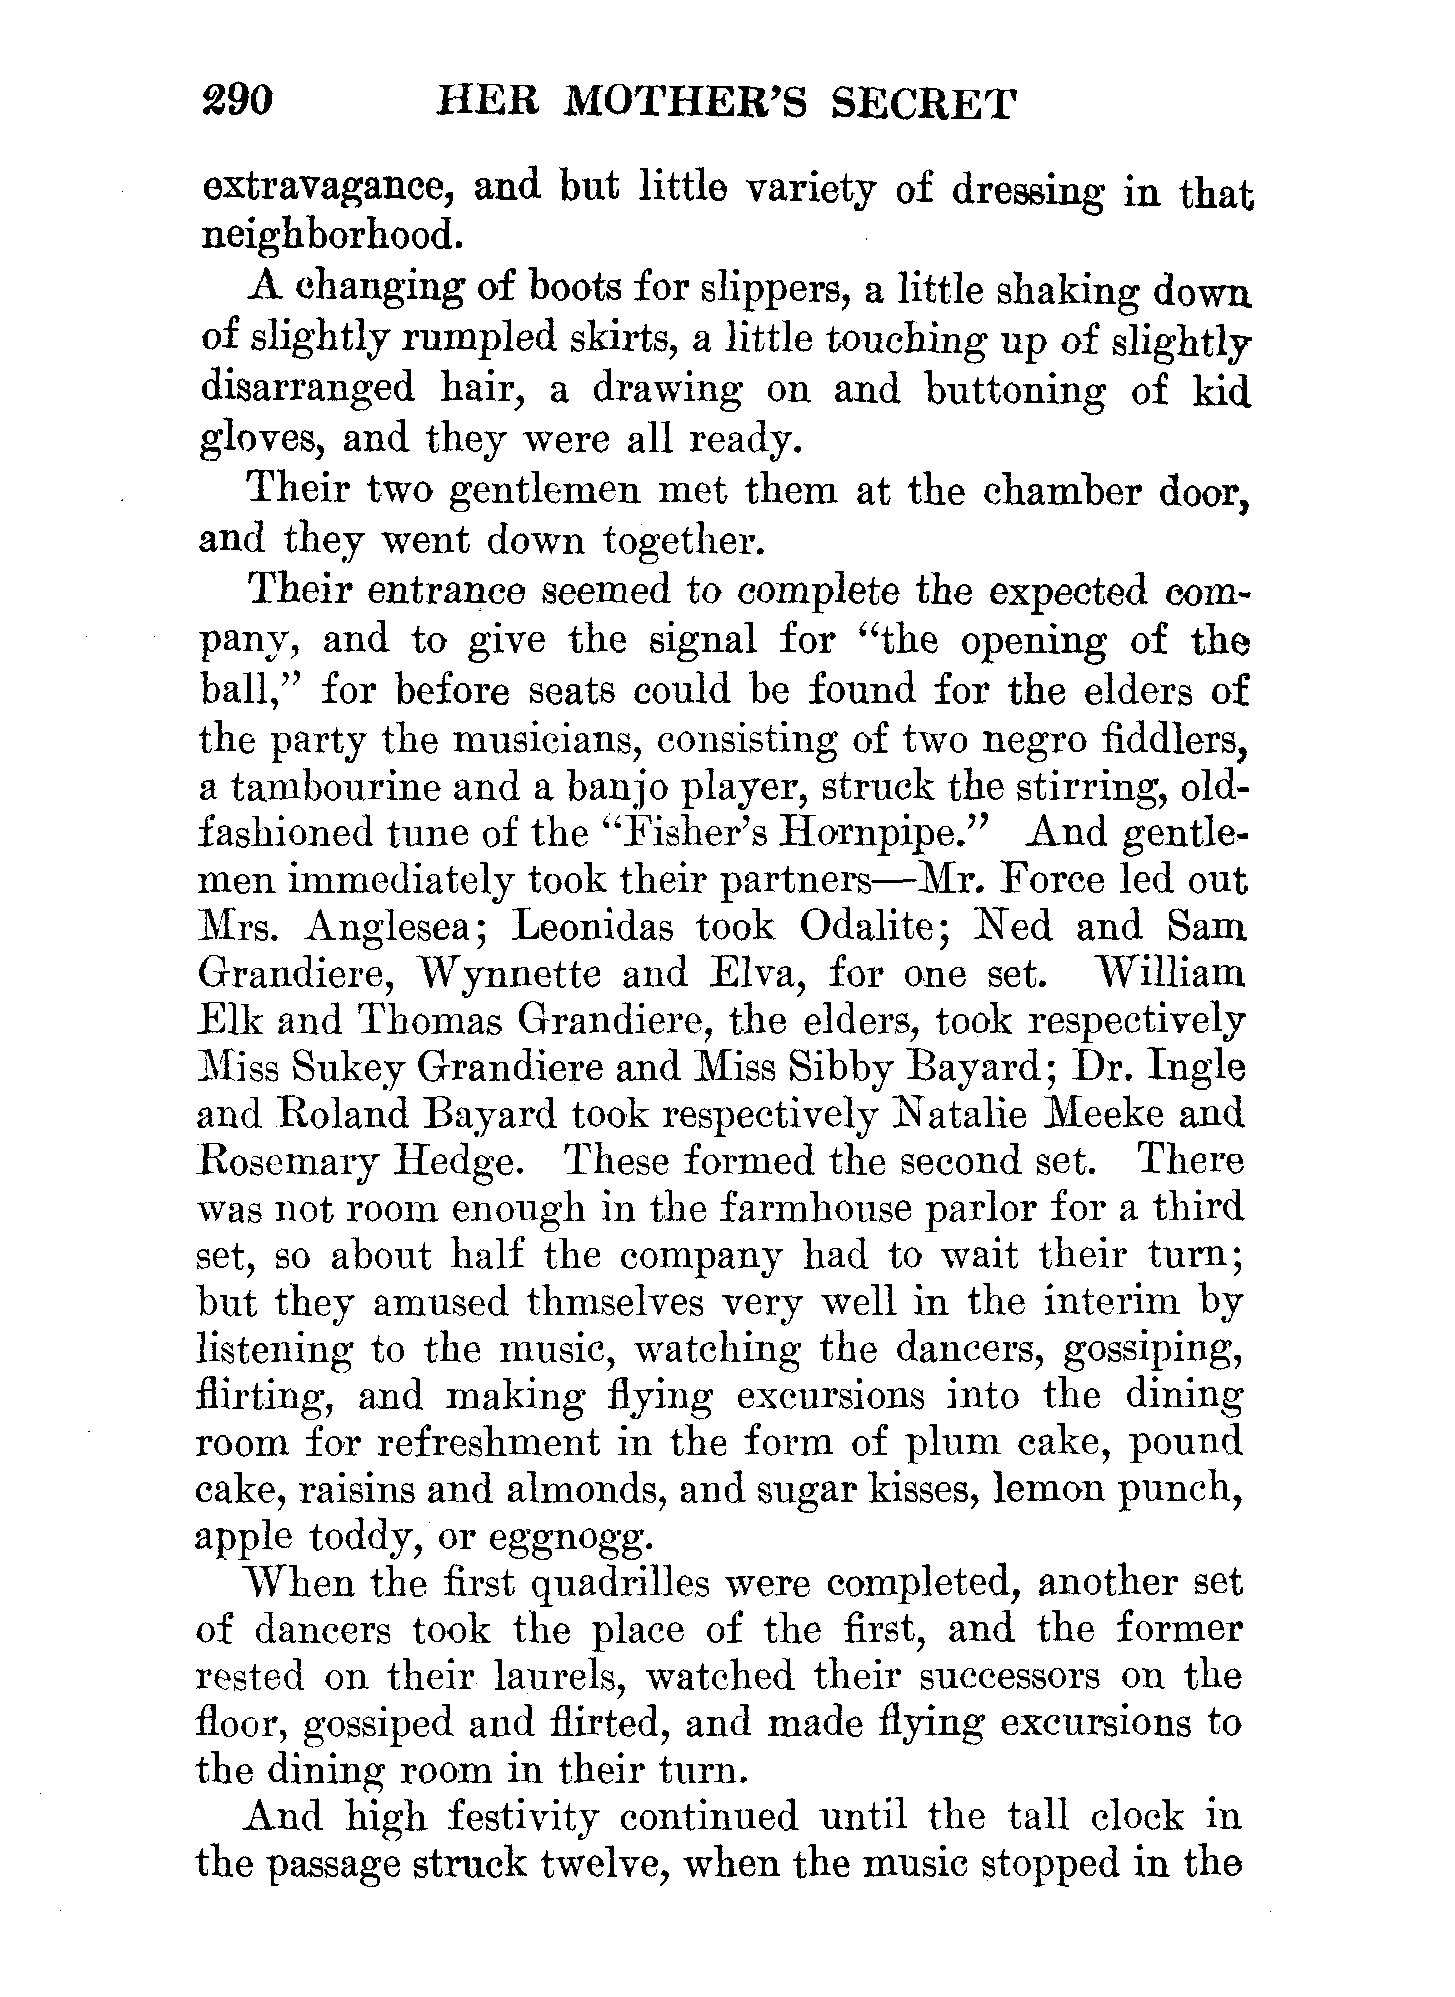 290 HER MOTHER'S SECRET
extravagance, and but little variety of dressing in that
neighborhood.
A changing of boots for slippers, a little shaking down
of slightly rumpled skirts, a little touching up of slightly
disarranged hair, a drawing on and buttoning of kid
gloves, and they were all ready.
Their two gentlemen met them at the chamber door,
and they went down together.
Their entrance seemed to complete the expected com-
pany, and to give the signal for "the opening of the
ball," for before seats could be found for the elders of
the party the musicians, consisting of two negro fiddlers,
a tambourine and a banjo player, struck the stirring, old-
fashioned tune of the "Fisher's Hornpipe." And gentle-
men immediately took their partners—Mr. Force led out
Mrs. Anglesea; Leonidas took Odalite; Ned and Sam
Grandiere, Wynnette and Elva, for one set. William
Elk and Thomas Grandiere, the elders, took respectively
Miss Sukey Grandiere and Miss Sibby Bayard; Dr. Ingle
and Roland Bayard took respectively Natalie Meeke and
Rosemary Hedge. These formed the second set. There
was not room enough in the farmhouse parlor for a third
set, so about half the company had to wait their turn;
but they amused thmselves very well in the interim by
listening to the music, watching the dancers, gossiping,
flirting, and making flying excursions into the dining
room for refreshment in the form of plum cake, pound
cake, raisins and almonds, and sugar kisses, lemon punch,
apple toddy, or eggnogg.
When the first quadrilles were completed, another set
of dancers took the place of the first, and the former
rested on their laurels, watched their successors on the
floor, gossiped and flirted, and made flying excursions to
the dining room in their turn.
And high festivity continued until the tall clock in
the passage struck twelve, when the music stopped in the